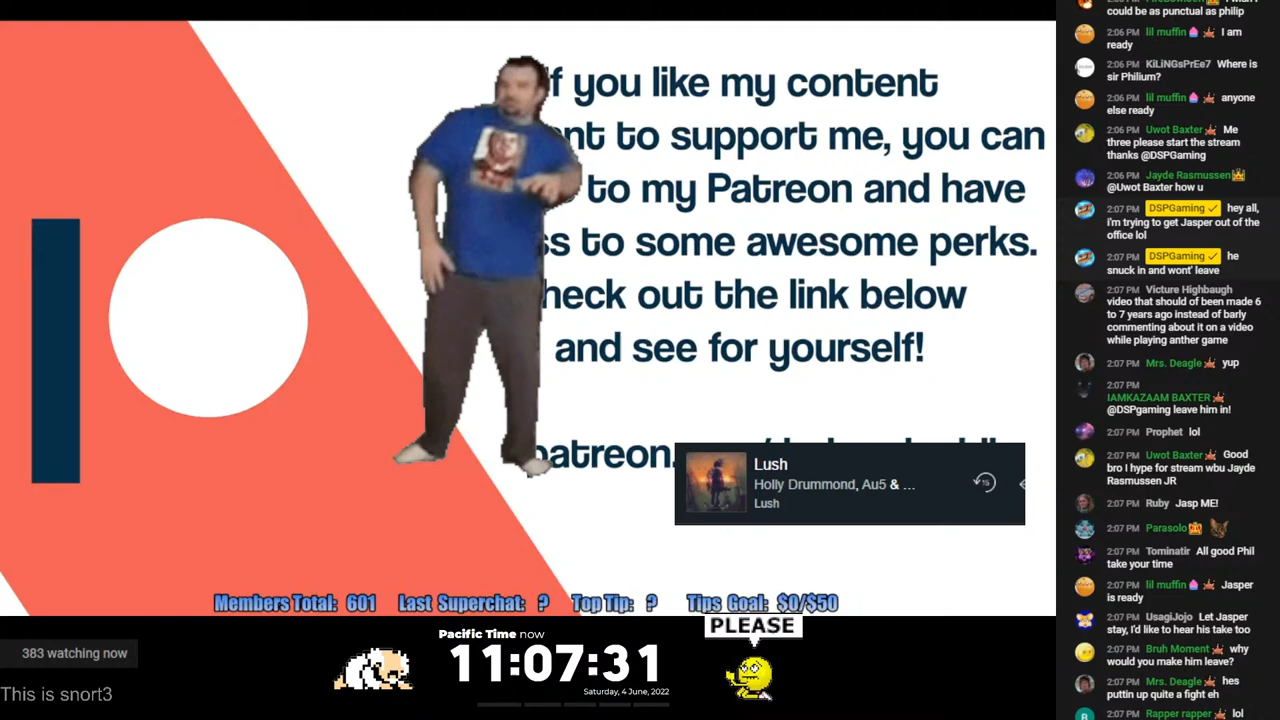 If you like my content
nt to support me, you can
to my Patreon and have
ss to some awesome perks.
heck out the link below
and see for yourself!
patreon.
Lush
Holly Drummond, Au5 & ...
Lush
15
Members Total: 601 Last Superchat: ? Top Tip: ? Tips Goal: $0/$50
PLEASE
Pacific Time now
11:07:31
Saturday, 4 June, 2022
383 watching now
This is snort3
could be as punctual as philip
2:06 PM lil muffin I am
ready
2:06 PM KiLiNGsPrEe7 Where is
sir Philium?
2:06 PM lil muffin anyone
else ready
2:06 PM Uwot Baxter Me
three please start the stream
thanks @DSPGaming
2:06 PM Jayde Rasmussen
@Uwot Baxter how u
2:07 PM DSPGaming hey all,
i'm trying to get Jasper out of the
office lol
2:07 PM DSPGaming he
snuck in and wont' leave
2:07 PM Victure Highbaugh
video that should of been made 6
to 7 years ago instead of barly
commenting about it on a video
while playing anther game
2:07 PM Mrs. Deagle yup
2:07 PM
IAMKAZAAM BAXTER
@DSPgaming leave him in!
2:07 PM Prophet lol
2:07 PM Uwot Baxter Good
bro I hype for stream wbu Jayde
Rasmussen JR
2:07 PM Ruby Jasp ME!
2:07 PM Parasolo
2:07 PM Tominatir All good Phil
take your time
2:07 PM lil muffin Jasper
is ready
2:07 PM UsagiJojo Let Jasper
stay, i'd like to hear his take too
2:07 PM Bruh Moment why
would you make him leave?
2:07 PM Mrs. Deagle hes
puttin up quite a fight eh
2:07 PM Rapper rapper lol